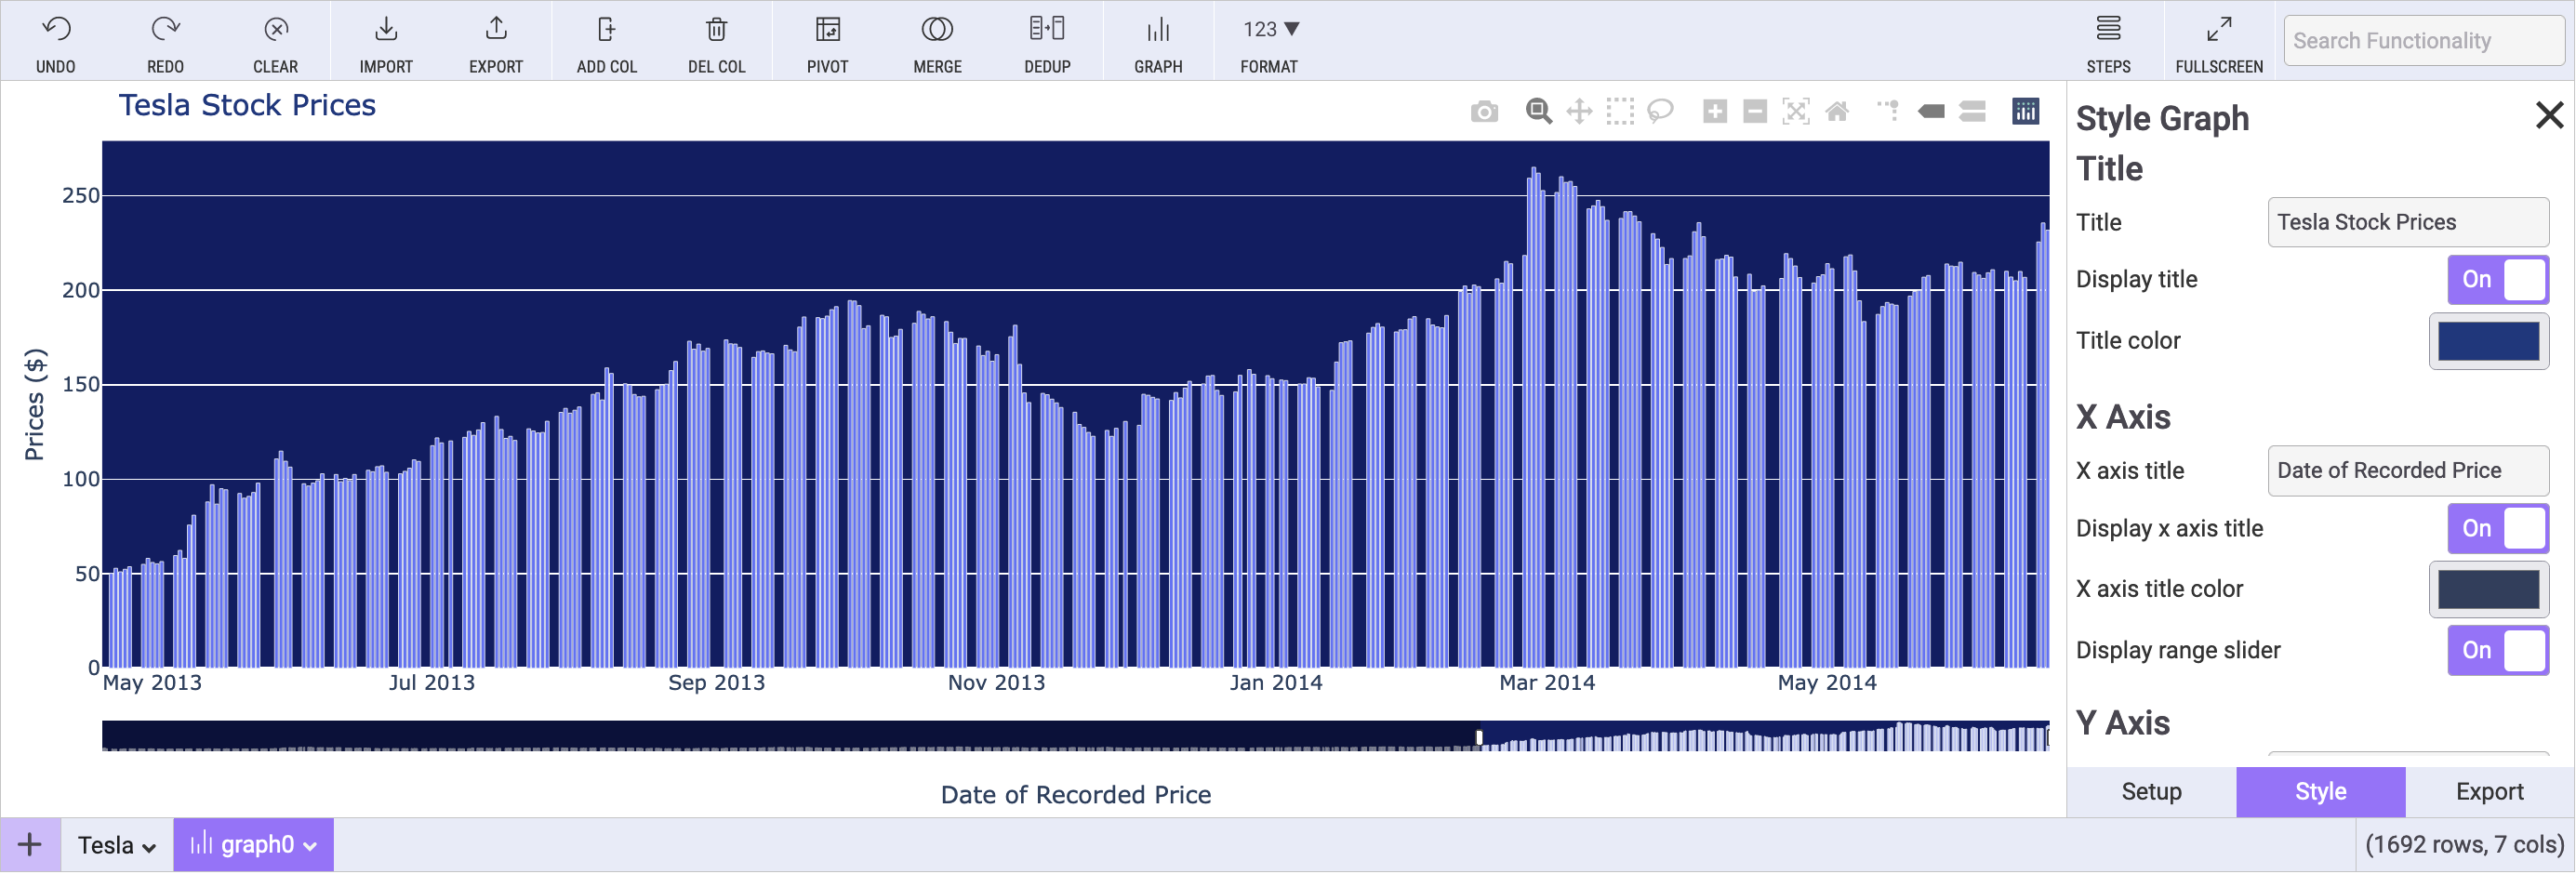 UNDO REDO CLEAR IMPORT EXPORT ADD COL DEL COL PIVOT MERGE DEDUP GRAPH 123 ▼ FORMAT STEPS FULLSCREEN Search Functionality
Tesla Stock Prices
250
200
150
100
50
0
Prices ($)
May 2013 Jul 2013 Sep 2013 Nov 2013 Jan 2014 Mar 2014 May 2014
Date of Recorded Price
Style Graph
Title
Title Tesla Stock Prices
Display title On
Title color
X Axis
X axis title Date of Recorded Price
Display x axis title On
X axis title color
Display range slider On
Y Axis
Setup Style Export
+ Tesla graph0 (1692 rows, 7 cols)